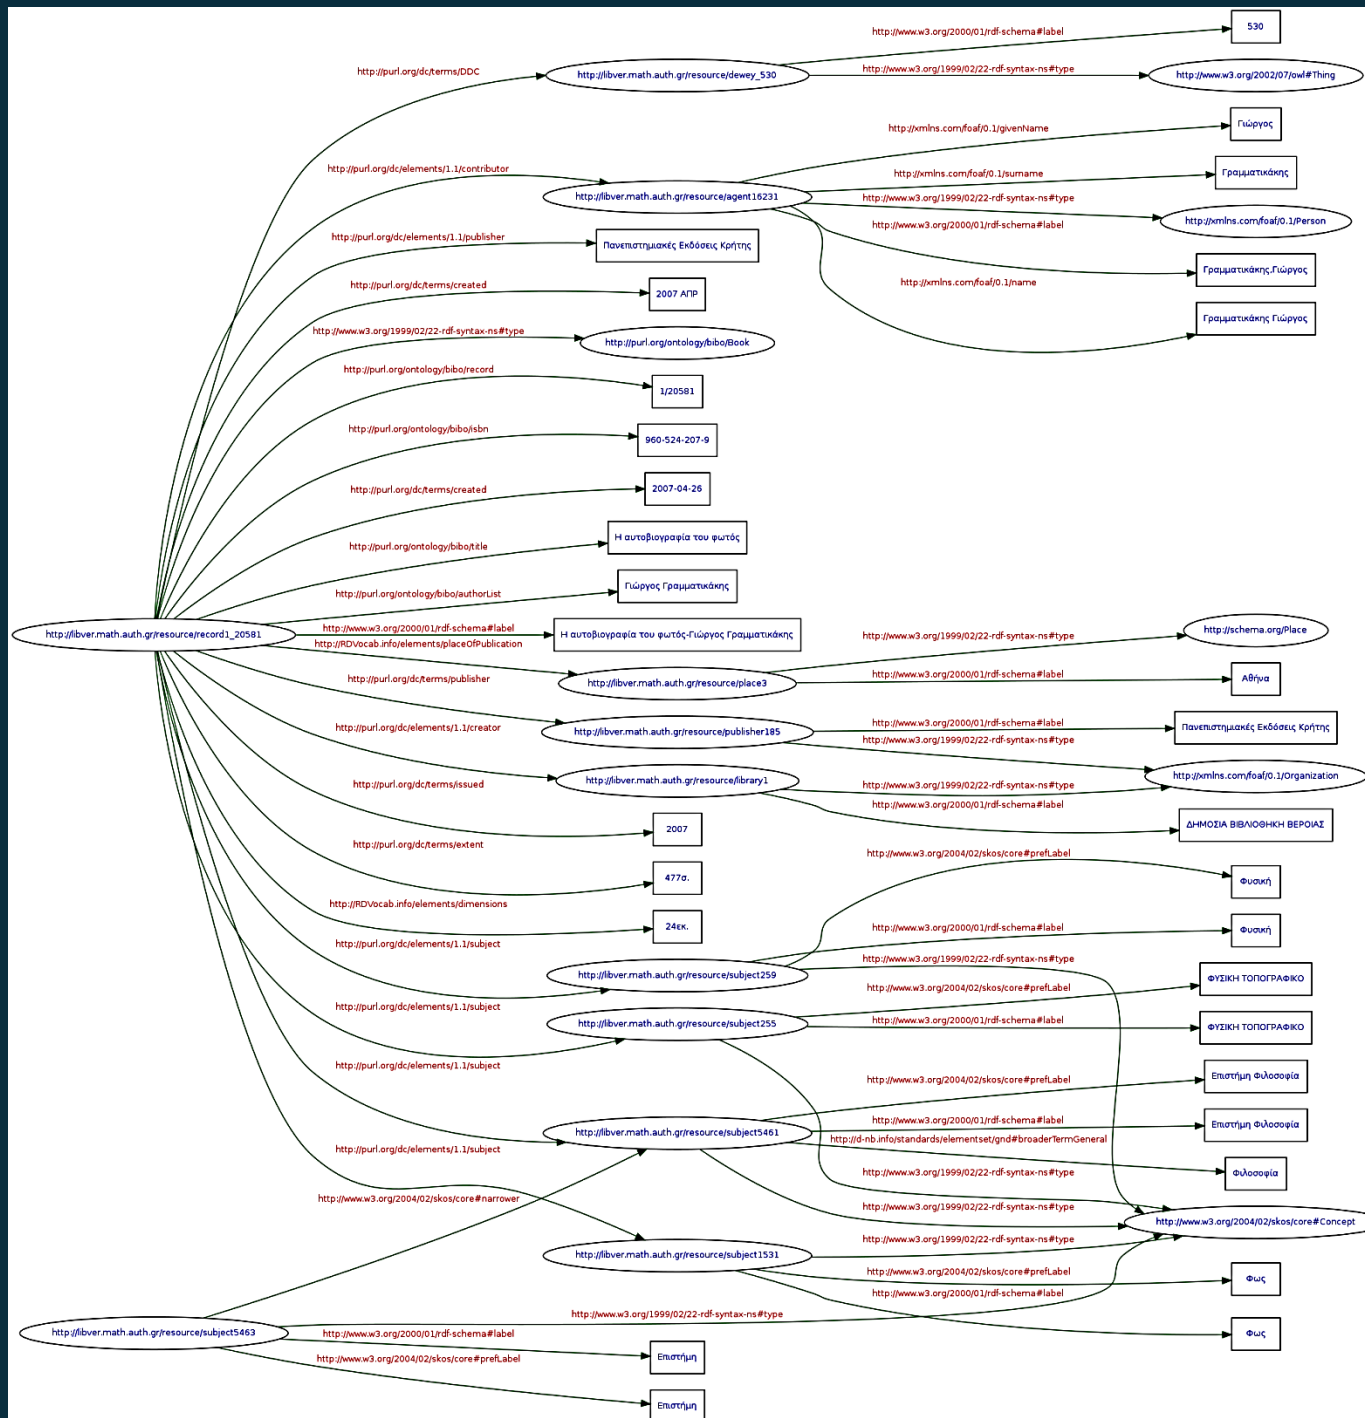 http://www.w3.org/2000/01/rdf-schema#label
530
http://purl.org/dc/terms/DDC
http://libver.math.auth.gr/resource/dewey_530
http://www.w3.org/1999/02/22-rdf-syntax-ns#type
http://www.w3.org/2002/07/owl#Thing
http://xmlns.com/foaf/0.1/givenName
Γιώργος
http://purl.org/dc/elements/1.1/contributor
http://xmlns.com/foaf/0.1/surname
Γραμματικάκης
http://libver.math.auth.gr/resource/agent16231
http://www.w3.org/1999/02/22-rdf-syntax-ns#type
http://xmlns.com/foaf/0.1/Person
http://www.w3.org/2000/01/rdf-schema#label
http://purl.org/dc/elements/1.1/publisher
Πανεπιστημιακές Εκδόσεις Κρήτης
Γραμματικάκης,Γιώργος
http://xmlns.com/foaf/0.1/name
http://purl.org/dc/terms/created
2007 ΑΠΡ
Γραμματικάκης Γιώργος
http://www.w3.org/1999/02/22-rdf-syntax-ns#type
http://purl.org/ontology/bibo/Book
http://purl.org/ontology/bibo/record
1/20581
http://purl.org/ontology/bibo/isbn
960-524-207-9
http://purl.org/dc/terms/created
2007-04-26
http://purl.org/ontology/bibo/title
Η αυτοβιογραφία του φωτός
http://purl.org/ontology/bibo/authorList
Γιώργος Γραμματικάκης
http://libver.math.auth.gr/resource/record1_20581
http://www.w3.org/2000/01/rdf-schema#label
Η αυτοβιογραφία του φωτός-Γιώργος Γραμματικάκης
http://www.w3.org/1999/02/22-rdf-syntax-ns#type
http://schema.org/Place
http://RDVocab.info/elements/placeOfPublication
http://libver.math.auth.gr/resource/place3
http://www.w3.org/2000/01/rdf-schema#label
Αθήνα
http://purl.org/dc/terms/publisher
http://libver.math.auth.gr/resource/publisher185
http://www.w3.org/2000/01/rdf-schema#label
Πανεπιστημιακές Εκδόσεις Κρήτης
http://www.w3.org/1999/02/22-rdf-syntax-ns#type
http://purl.org/dc/elements/1.1/creator
http://libver.math.auth.gr/resource/library1
http://xmlns.com/foaf/0.1/Organization
http://www.w3.org/1999/02/22-rdf-syntax-ns#type
http://www.w3.org/2000/01/rdf-schema#label
ΔΗΜΟΣΙΑ ΒΙΒΛΙΟΘΗΚΗ ΒΕΡΟΙΑΣ
http://purl.org/dc/terms/issued
2007
http://purl.org/dc/terms/extent
477σ.
http://www.w3.org/2004/02/skos/core#prefLabel
Φυσική
http://RDVocab.info/elements/dimensions
24εκ.
http://www.w3.org/2000/01/rdf-schema#label
Φυσική
http://purl.org/dc/elements/1.1/subject
http://libver.math.auth.gr/resource/subject259
http://www.w3.org/1999/02/22-rdf-syntax-ns#type
http://www.w3.org/2004/02/skos/core#prefLabel
ΦΥΣΙΚΗ ΤΟΠΟΓΡΑΦΙΚΟ
http://purl.org/dc/elements/1.1/subject
http://libver.math.auth.gr/resource/subject255
http://www.w3.org/2000/01/rdf-schema#label
ΦΥΣΙΚΗ ΤΟΠΟΓΡΑΦΙΚΟ
http://purl.org/dc/elements/1.1/subject
http://www.w3.org/2004/02/skos/core#prefLabel
Επιστήμη Φιλοσοφία
http://libver.math.auth.gr/resource/subject5461
http://www.w3.org/2000/01/rdf-schema#label
Επιστήμη Φιλοσοφία
http://d-nb.info/standards/elementset/gnd#broaderTermGeneral
Φιλοσοφία
http://purl.org/dc/elements/1.1/subject
http://www.w3.org/1999/02/22-rdf-syntax-ns#type
http://www.w3.org/2004/02/skos/core#narrower
http://www.w3.org/1999/02/22-rdf-syntax-ns#type
http://www.w3.org/2004/02/skos/core#Concept
http://www.w3.org/1999/02/22-rdf-syntax-ns#type
http://libver.math.auth.gr/resource/subject1531
http://www.w3.org/2004/02/skos/core#prefLabel
Φως
http://www.w3.org/2000/01/rdf-schema#label
Φως
http://www.w3.org/1999/02/22-rdf-syntax-ns#type
http://libver.math.auth.gr/resource/subject5463
http://www.w3.org/2000/01/rdf-schema#label
Επιστήμη
http://www.w3.org/2004/02/skos/core#prefLabel
Επιστήμη